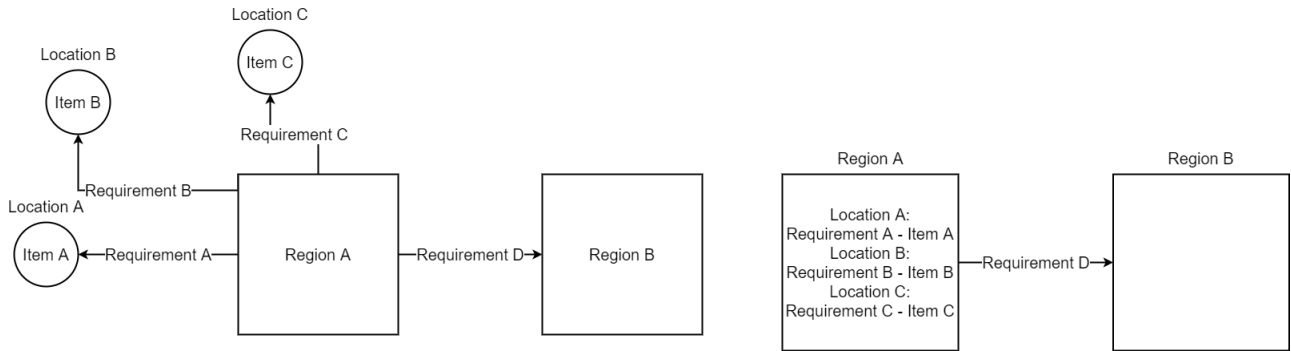 Location C
Item C
Location B
Item B
Requirement C
Requirement B
Location A
Item A
Requirement A
Region A
Requirement D
Region B
Region A
Location A:
Requirement A - Item A
Location B:
Requirement B - Item B
Location C:
Requirement C - Item C
Requirement D
Region B